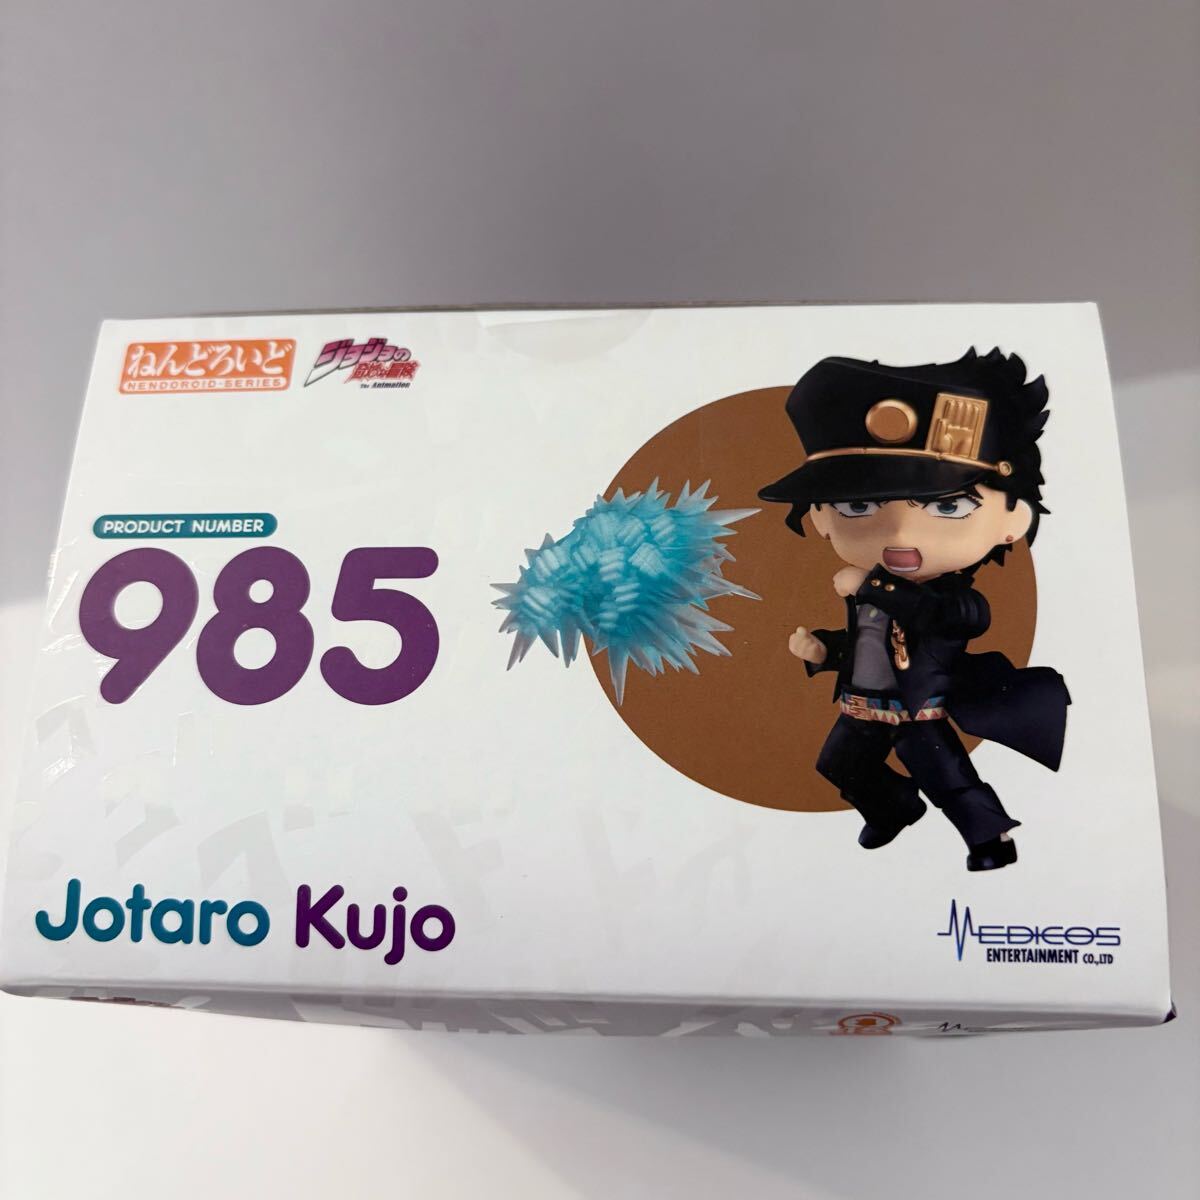 ねんどろいど
NENDOROID-SERIES
ジョジョの
奇妙な冒険
The Animation
PRODUCT NUMBER
985
Jotaro Kujo
MEDICOS
ENTERTAINMENT CO.,LTD